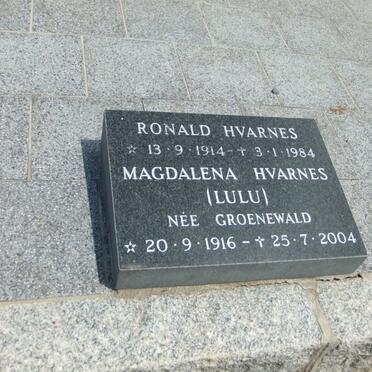 RONALD HVARNES
☆ 13·9·1914 - ✝ 3·1·1984
MAGDALENA HVARNES
(LULU)
NÉE GROENEWALD
☆ 20·9·1916 - ✝ 25·7·2004